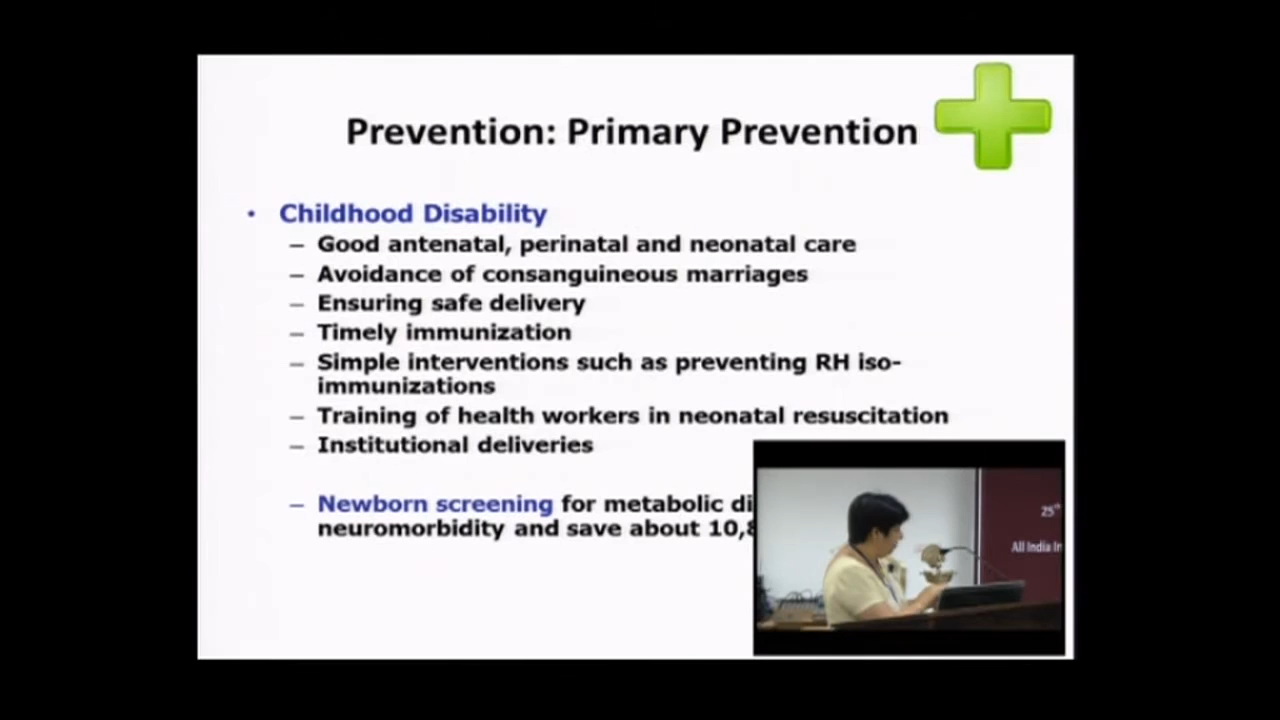 Prevention: Primary Prevention
• Childhood Disability
– Good antenatal, perinatal and neonatal care
– Avoidance of consanguineous marriages
– Ensuring safe delivery
– Timely immunization
– Simple interventions such as preventing RH iso-
immunizations
– Training of health workers in neonatal resuscitation
– Institutional deliveries
– Newborn screening for metabolic
neuromorbidity and save about
25th
All India